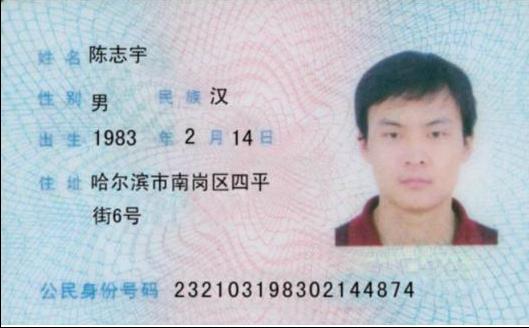 姓名 陈志宇
性别 男 民族 汉
出生 1983 年 2 月 14 日
住址 哈尔滨市南岗区四平
街6号
公民身份号码 232103198302144874